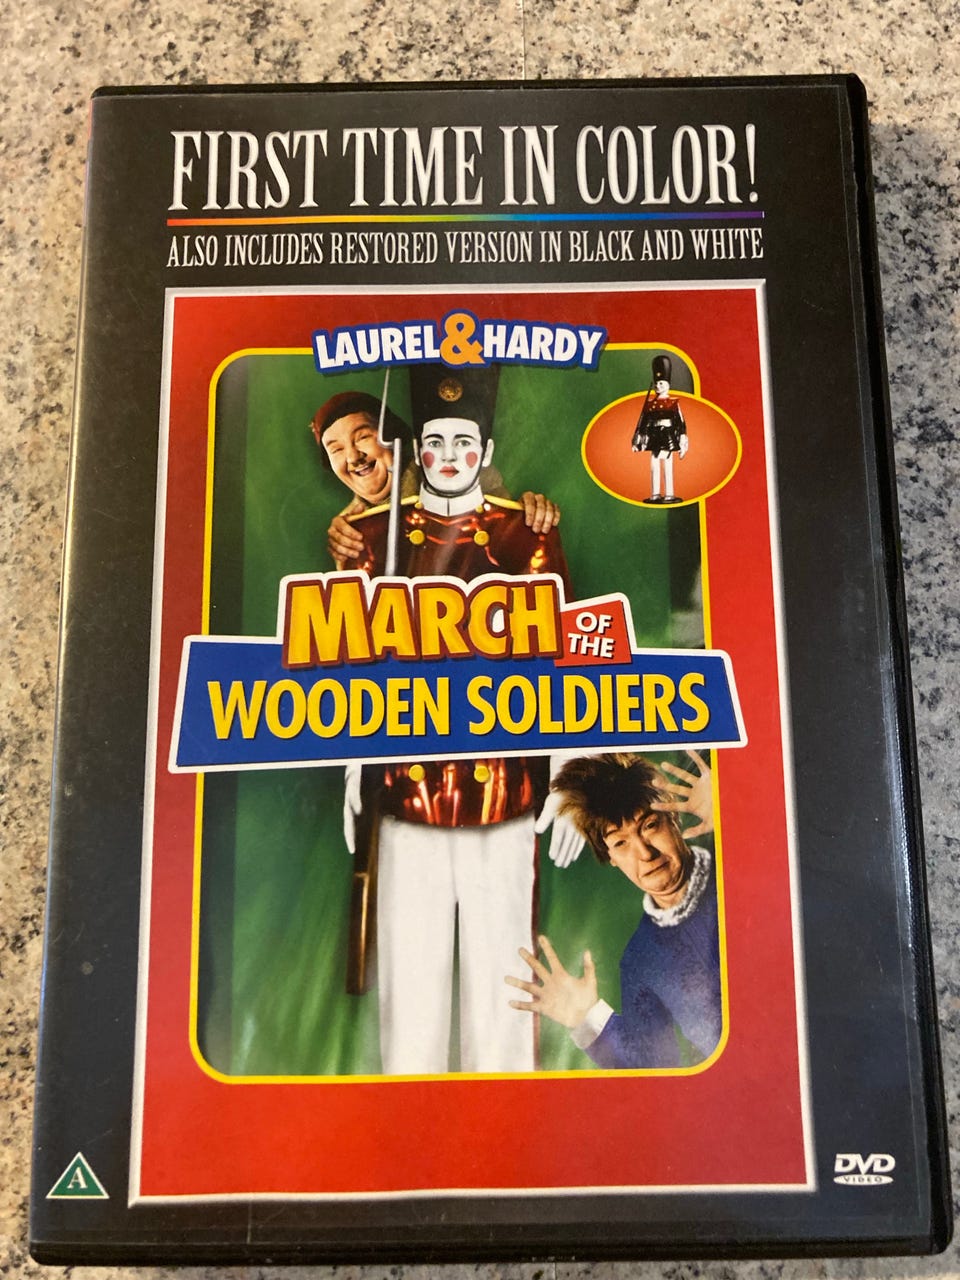 FIRST TIME IN COLOR!
ALSO INCLUDES RESTORED VERSION IN BLACK AND WHITE
LAUREL & HARDY
MARCH OF THE
WOODEN SOLDIERS
A
DVD
VIDEO